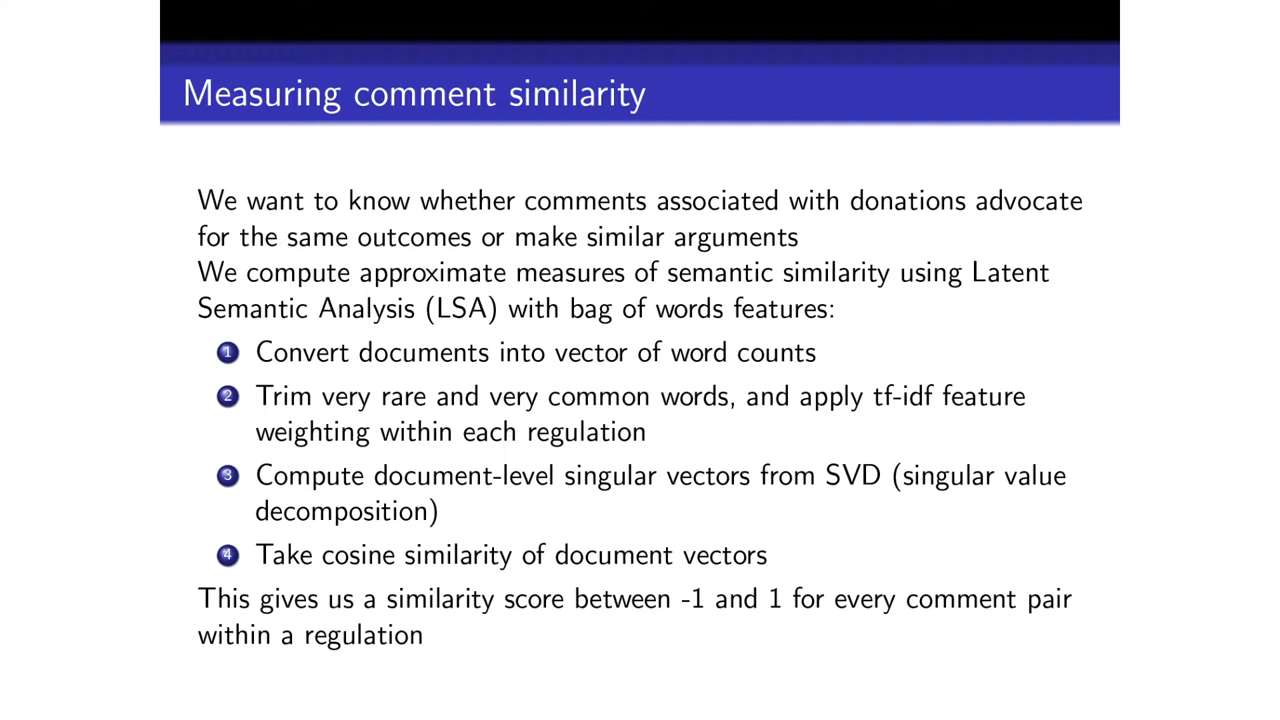 Measuring comment similarity
We want to know whether comments associated with donations advocate
for the same outcomes or make similar arguments
We compute approximate measures of semantic similarity using Latent
Semantic Analysis (LSA) with bag of words features:
1 Convert documents into vector of word counts
2 Trim very rare and very common words, and apply tf-idf feature
weighting within each regulation
3 Compute document-level singular vectors from SVD (singular value
decomposition)
4 Take cosine similarity of document vectors
This gives us a similarity score between -1 and 1 for every comment pair
within a regulation